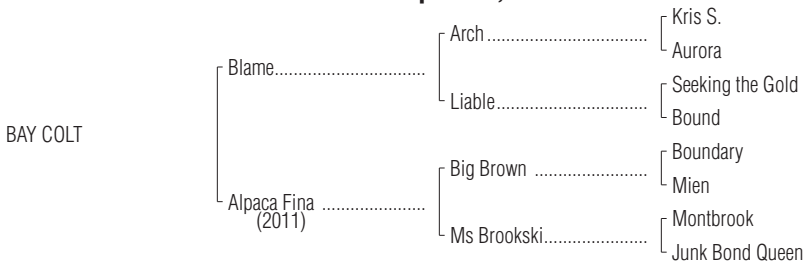 Kris S.
Arch
Aurora
Blame
Seeking the Gold
Liable
Bound
BAY COLT
Boundary
Big Brown
Mien
Alpaca Fina
(2011)
Montbrook
Ms Brookski
Junk Bond Queen